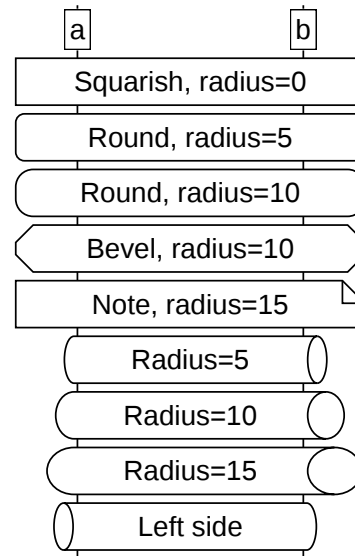 a b
Squarish, radius=0
Round, radius=5
Round, radius=10
Bevel, radius=10
Note, radius=15
Radius=5
Radius=10
Radius=15
Left side